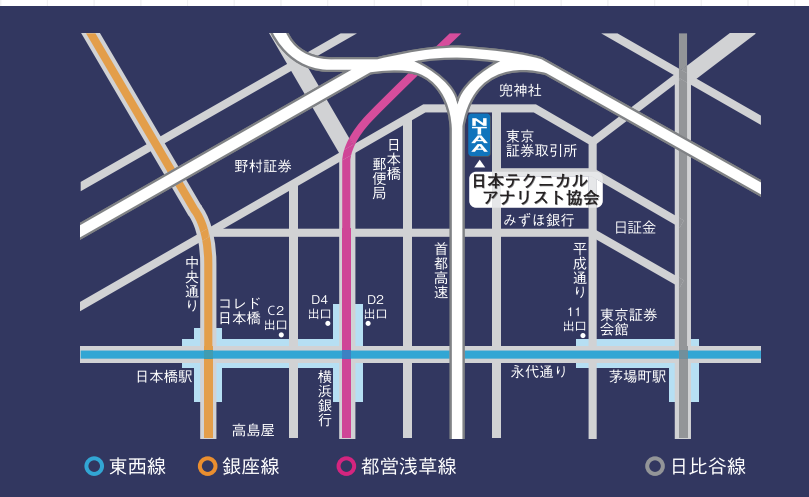 兜神社
NTAA
東京
証券取引所
日本橋
郵便局
野村証券
日本テクニカル
アナリスト協会
みずほ銀行
日証金
中央通り
首都高速
平成通り
コレド
日本橋
C2
出口
D4
出口
D2
出口
11
出口
東京証券
会館
日本橋駅
横浜銀行
永代通り
茅場町駅
高島屋
東西線
銀座線
都営浅草線
日比谷線